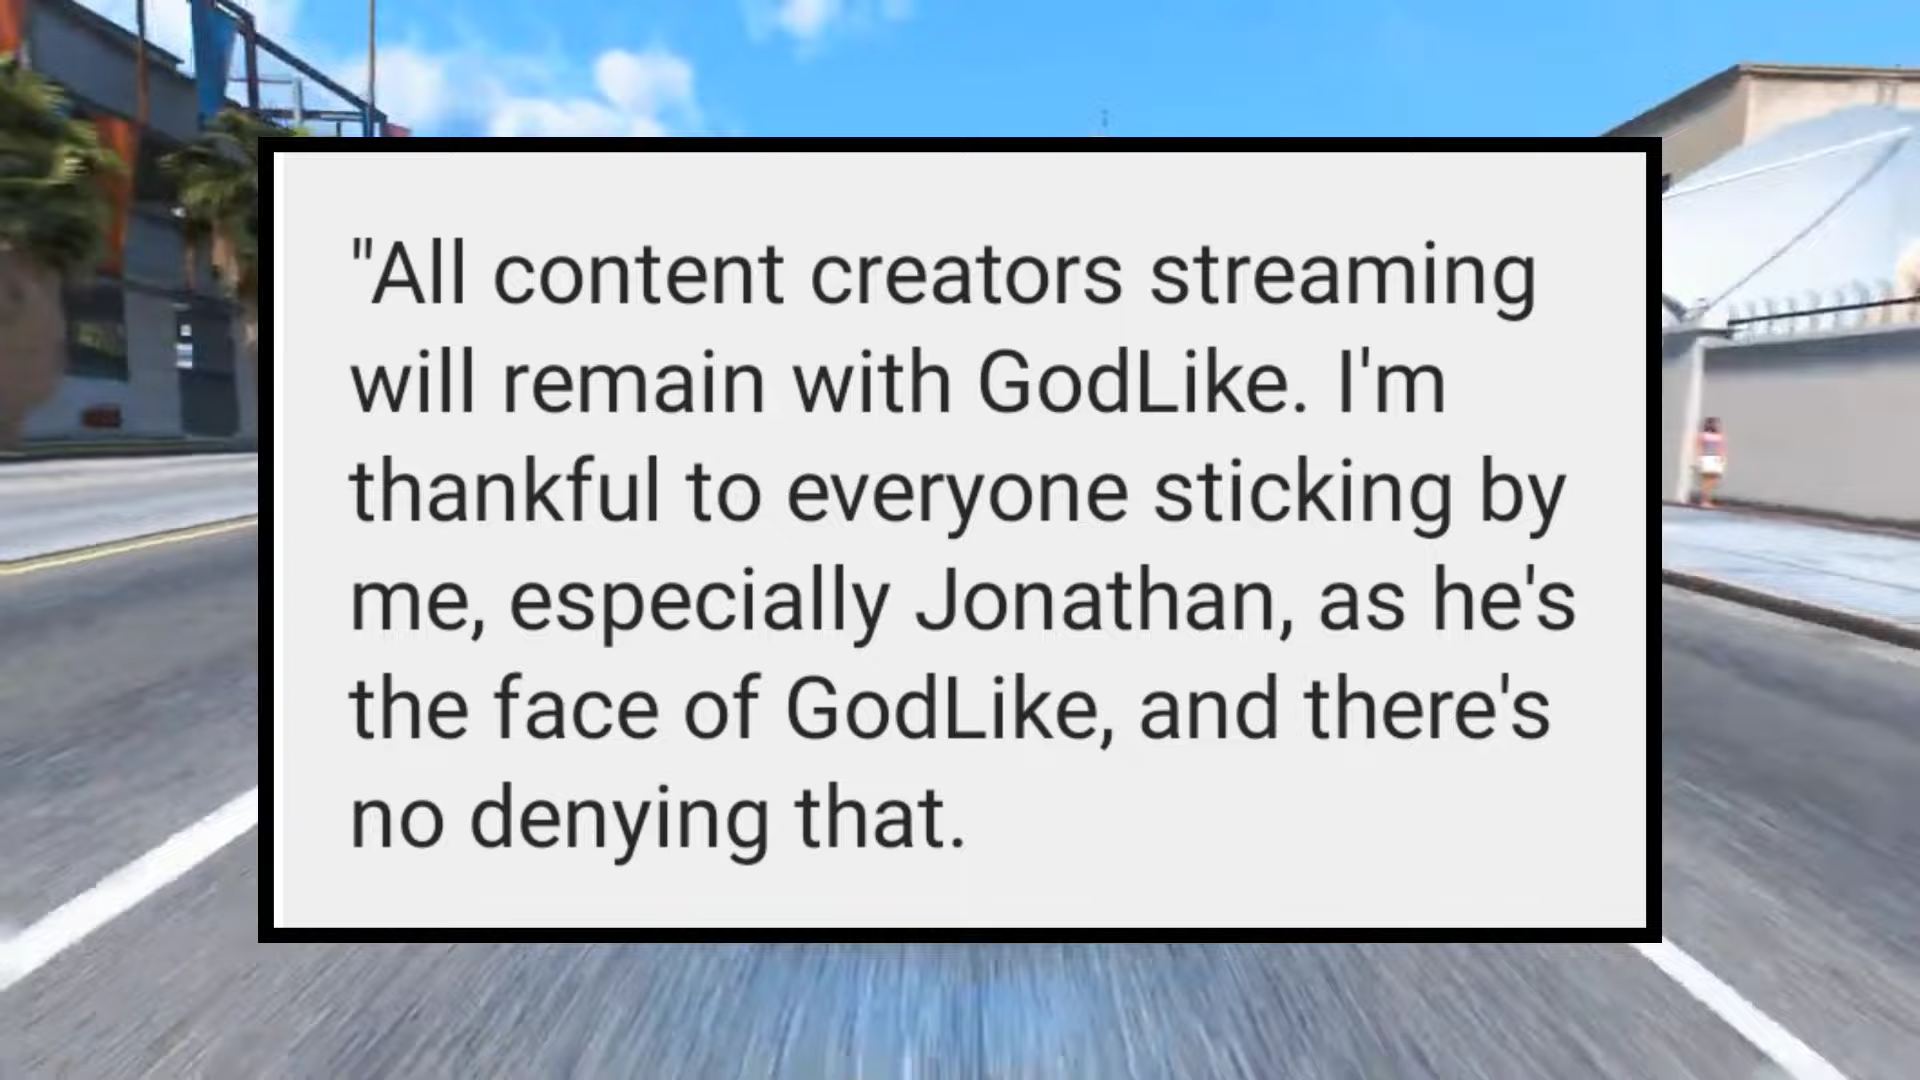 "All content creators streaming
will remain with GodLike. I'm
thankful to everyone sticking by
me, especially Jonathan, as he's
the face of GodLike, and there's
no denying that.